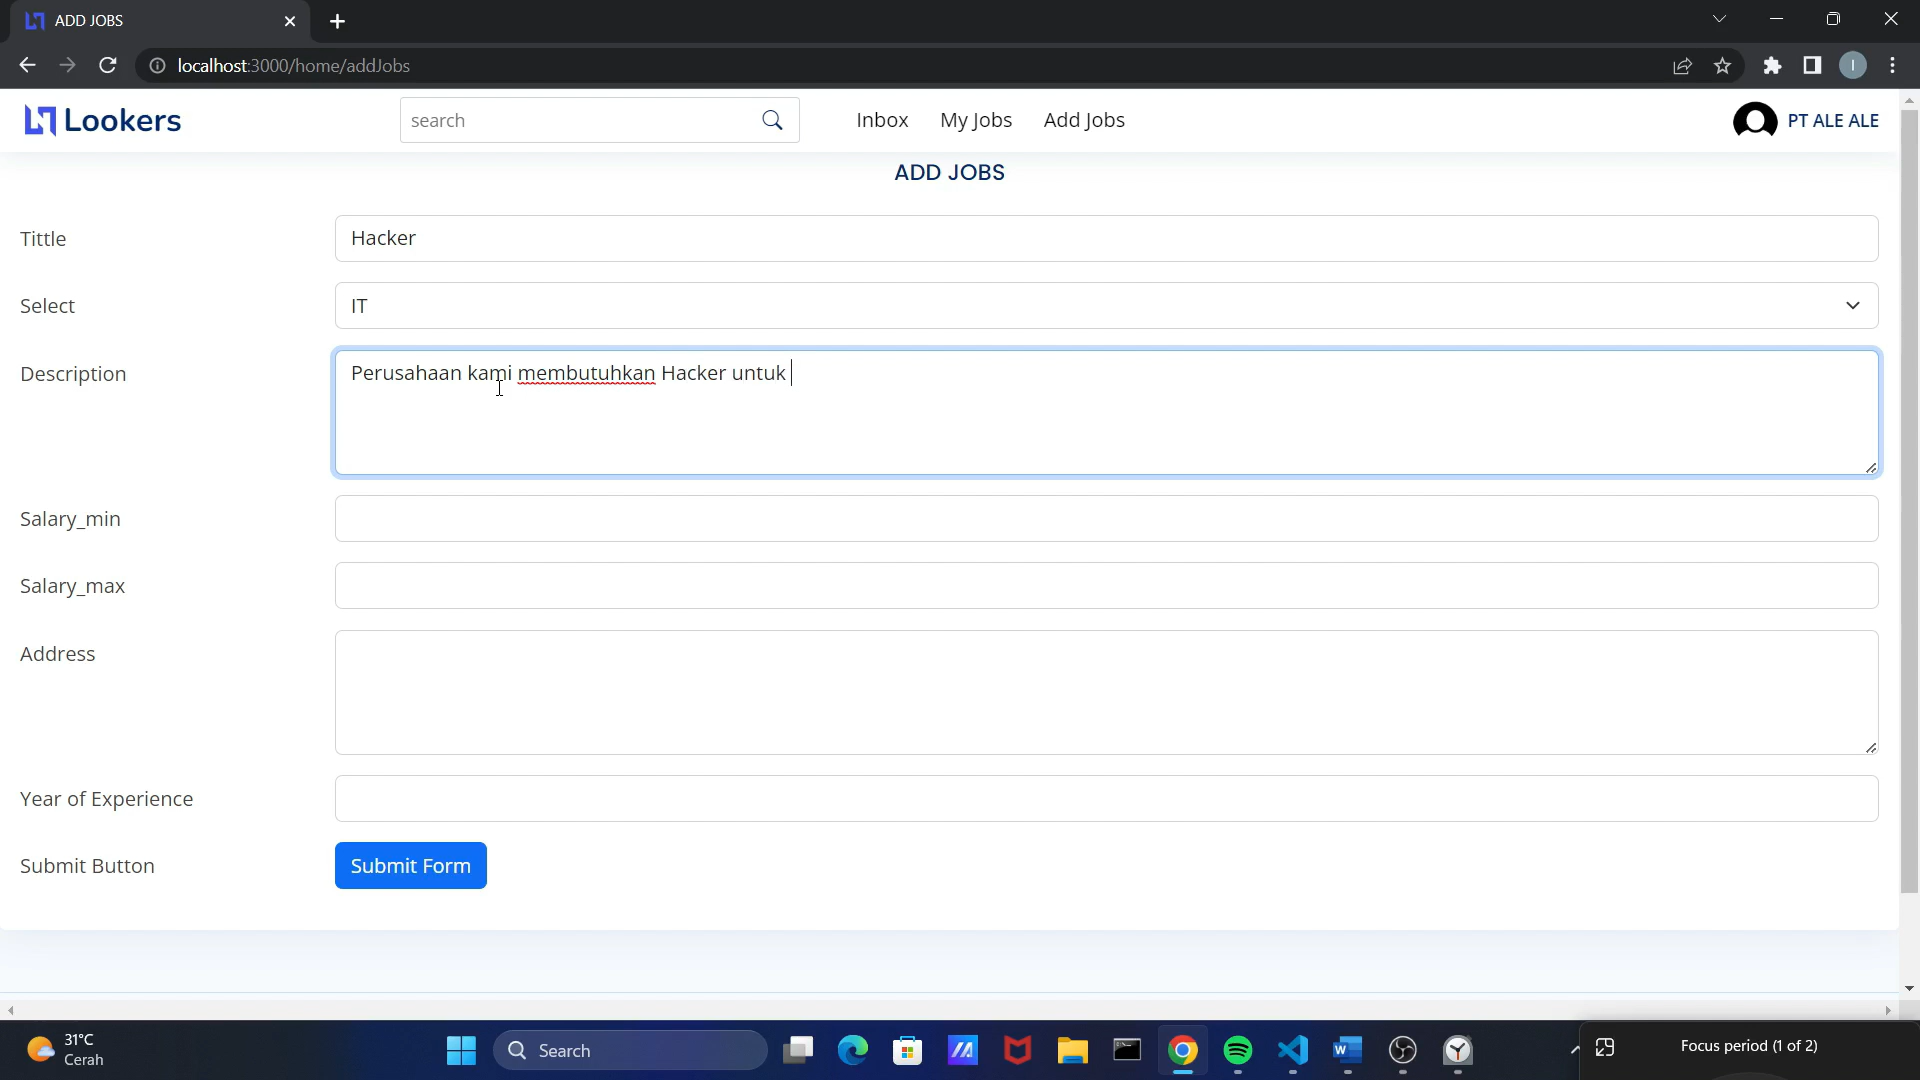 ADD JOBS
localhost:3000/home/addJobs
I
Lookers
search
Inbox
My Jobs
Add Jobs
PT ALE ALE
ADD JOBS
Tittle
Hacker
Select
IT
Description
Perusahaan kami membutuhkan Hacker untuk
Salary_min
Salary_max
Address
Year of Experience
Submit Button
Submit Form
31°C
Cerah
Search
Focus period (1 of 2)